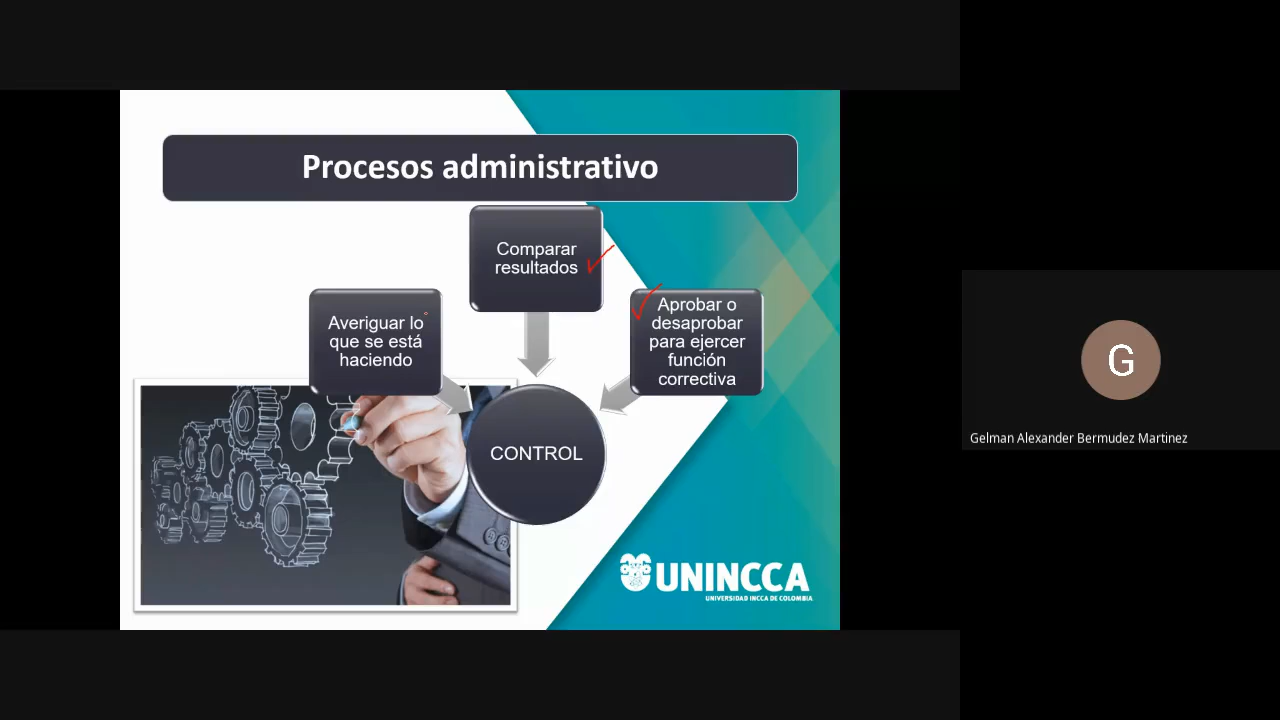 Procesos administrativo
Comparar
resultados
Averiguar lo
que se está
haciendo
Aprobar o
desaprobar
para ejercer
función
correctiva
CONTROL
UNINCCA
UNIVERSIDAD INCCA DE COLOMBIA
G
Gelman Alexander Bermudez Martinez